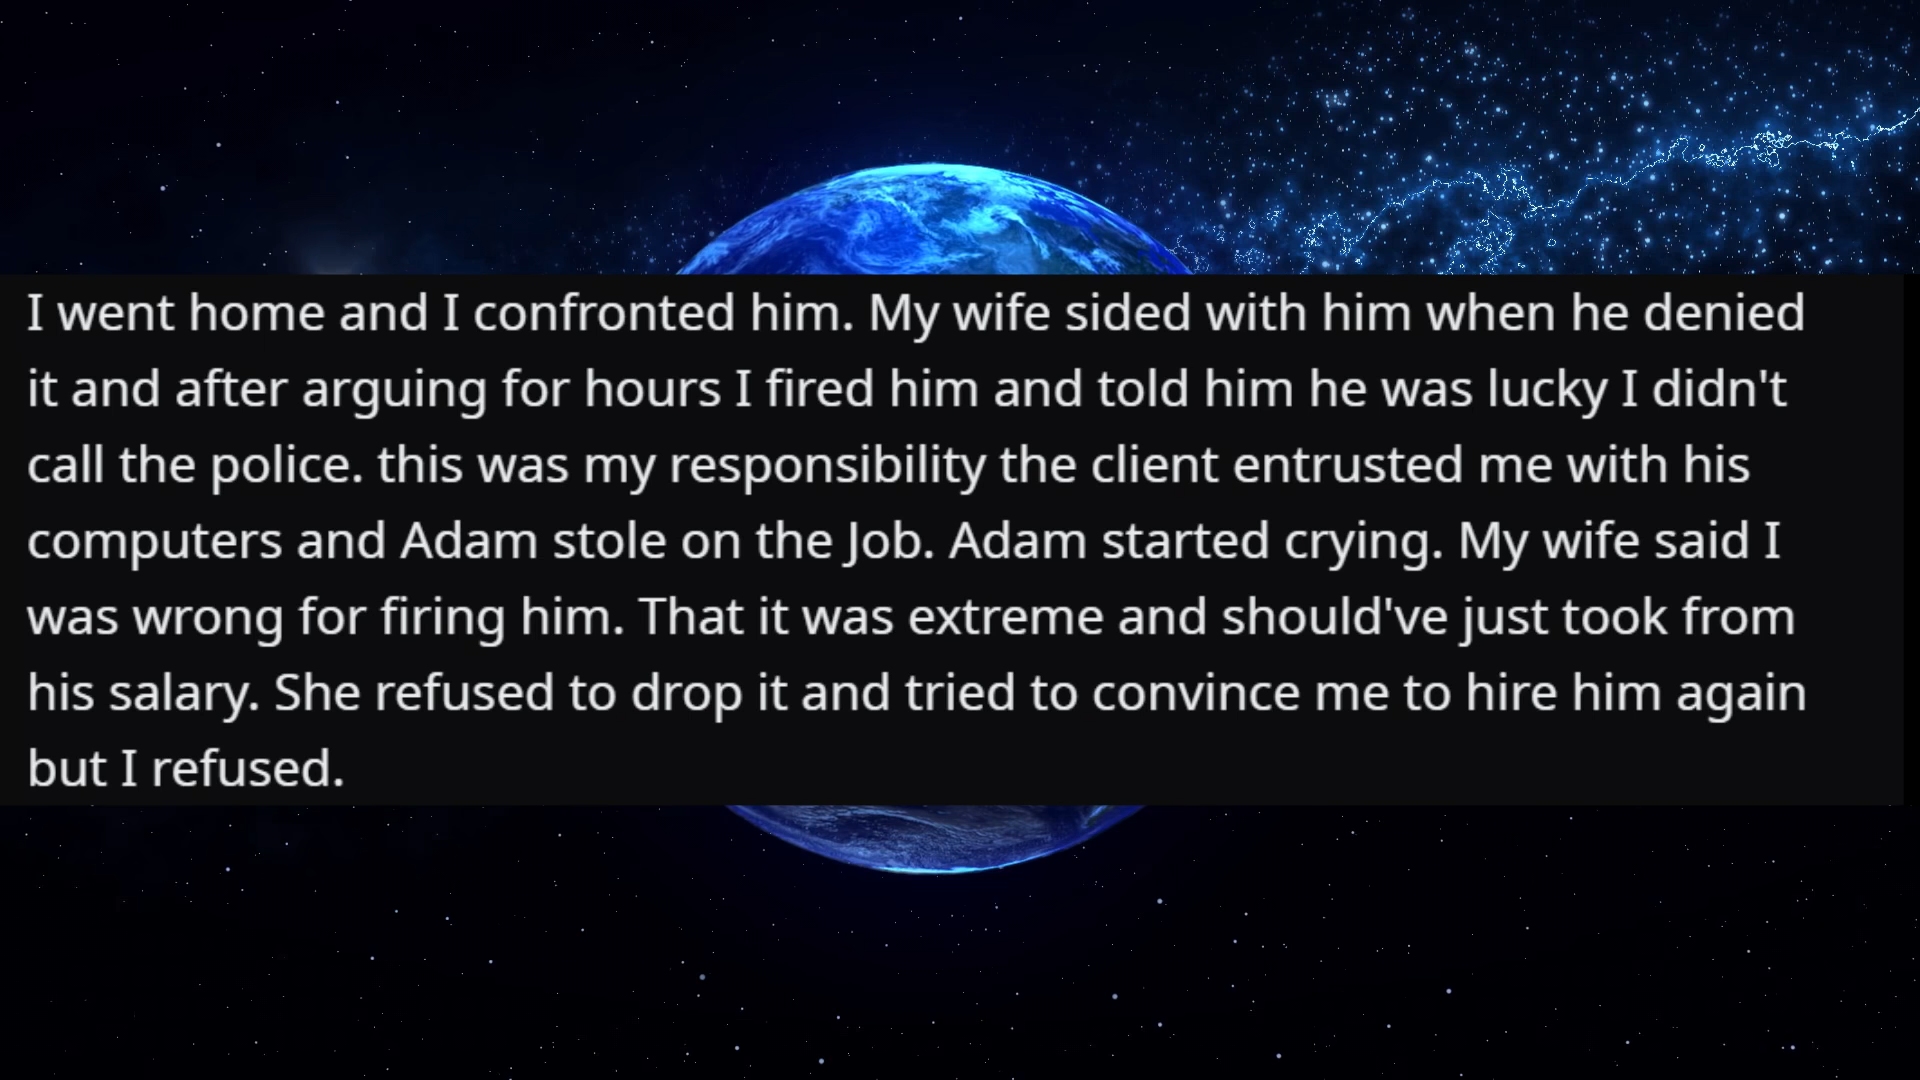 I went home and I confronted him. My wife sided with him when he denied
it and after arguing for hours I fired him and told him he was lucky I didn't
call the police. this was my responsibility the client entrusted me with his
computers and Adam stole on the Job. Adam started crying. My wife said I
was wrong for firing him. That it was extreme and should've just took from
his salary. She refused to drop it and tried to convince me to hire him again
but I refused.